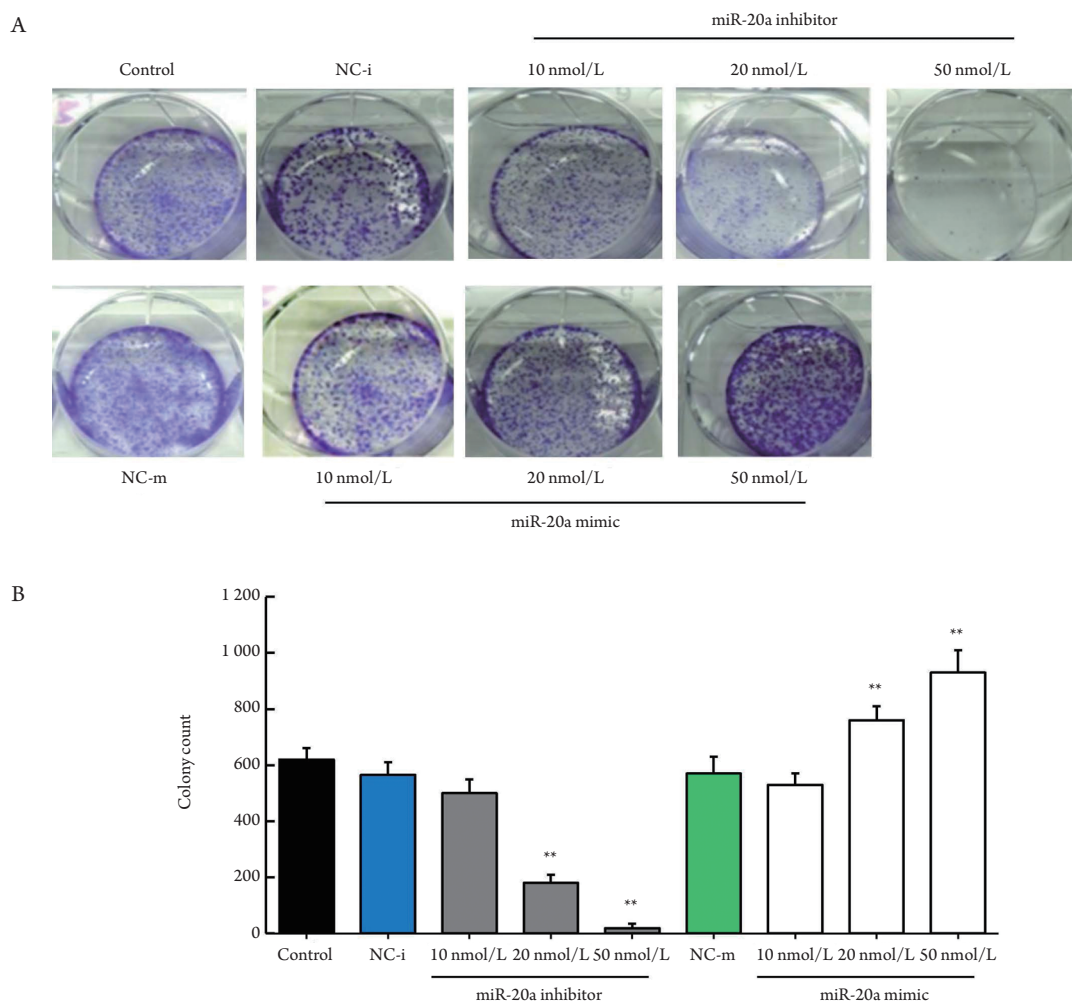 A
miR-20a inhibitor
Control NC-i 10 nmol/L 20 nmol/L 50 nmol/L
NC-m 10 nmol/L 20 nmol/L 50 nmol/L
miR-20a mimic
B
1 200
1 000
800
600
400
200
0
Colony count
** ** ** **
Control NC-i 10 nmol/L 20 nmol/L 50 nmol/L NC-m 10 nmol/L 20 nmol/L 50 nmol/L
miR-20a inhibitor miR-20a mimic